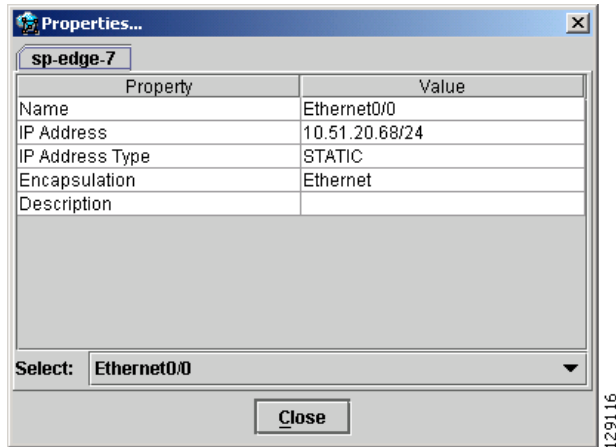 Properties...
sp-edge-7
Property Value
Name Ethernet0/0
IP Address 10.51.20.68/24
IP Address Type STATIC
Encapsulation Ethernet
Description
Select: Ethernet0/0
Close
129116